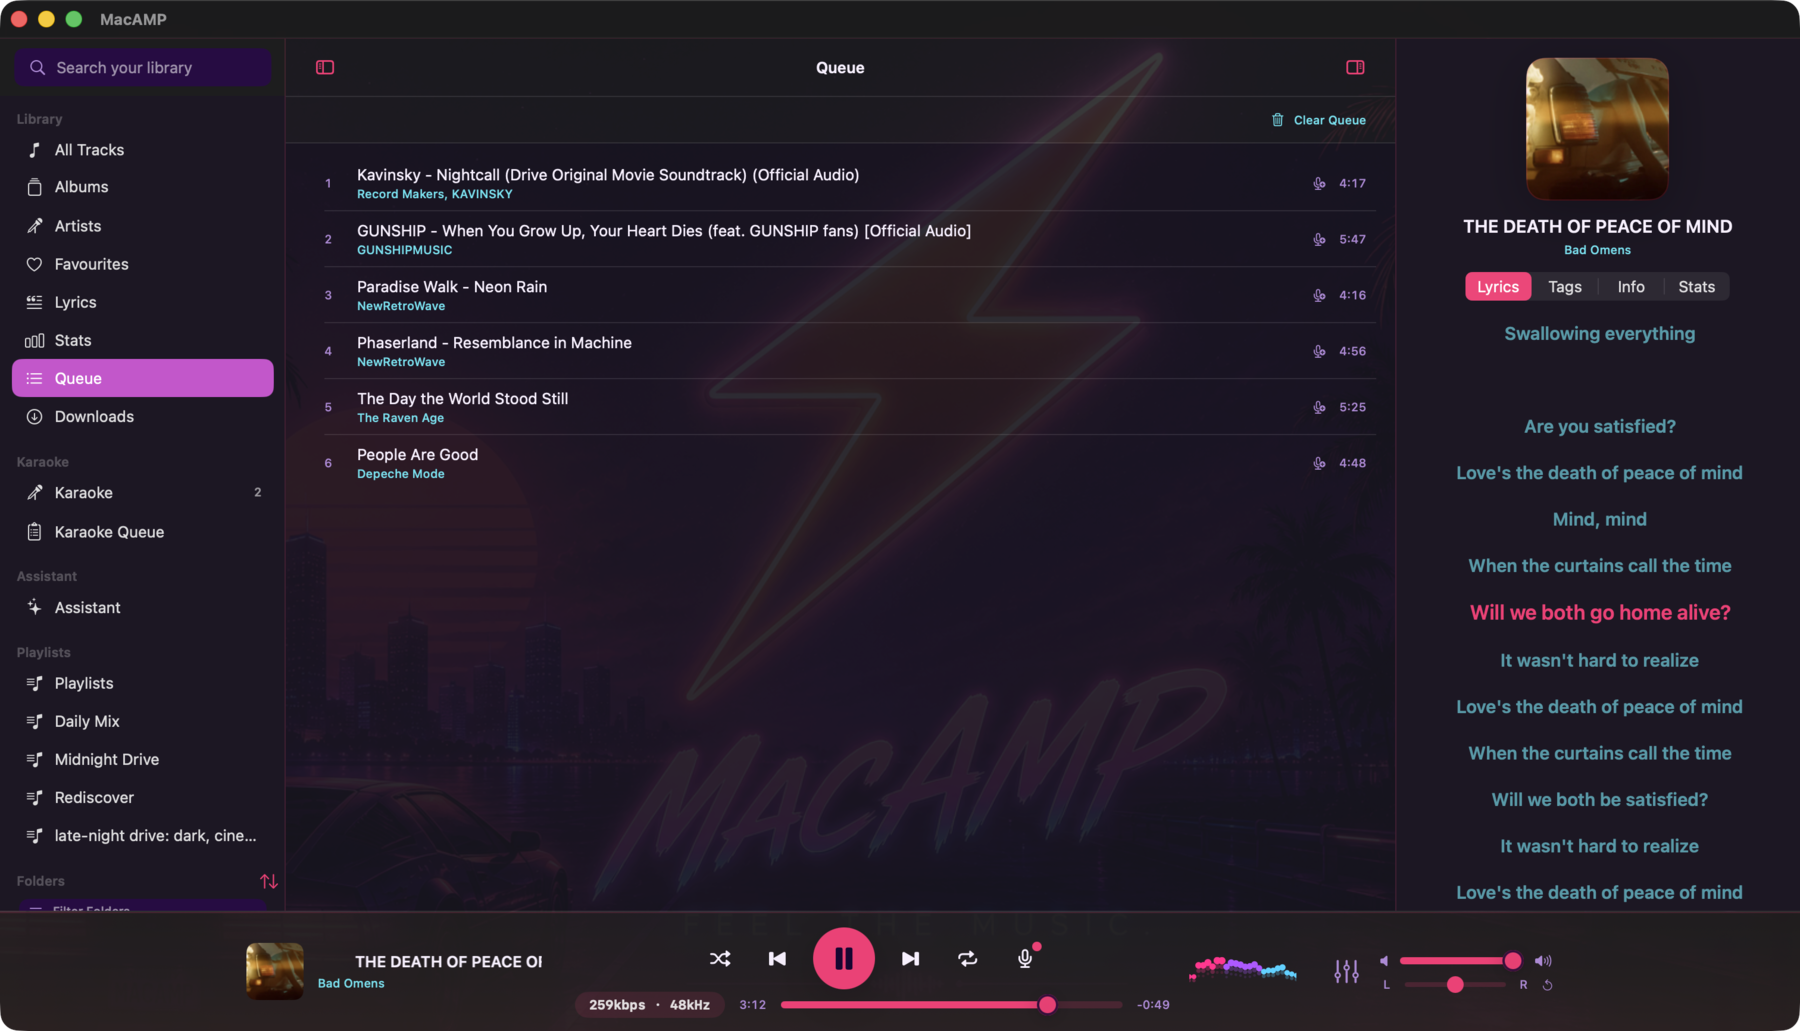 MacAMP
Search your library
Library
All Tracks
Albums
Artists
Favourites
Lyrics
Stats
Queue
Downloads
Karaoke
Karaoke 2
Karaoke Queue
Assistant
Assistant
Playlists
Playlists
Daily Mix
Midnight Drive
Rediscover
late-night drive: dark, cine...
Folders
Filter Folders
Queue
Clear Queue
1 Kavinsky - Nightcall (Drive Original Movie Soundtrack) (Official Audio) 4:17
Record Makers, KAVINSKY
2 GUNSHIP - When You Grow Up, Your Heart Dies (feat. GUNSHIP fans) [Official Audio] 5:47
GUNSHIPMUSIC
3 Paradise Walk - Neon Rain 4:16
NewRetroWave
4 Phaserland - Resemblance in Machine 4:56
NewRetroWave
5 The Day the World Stood Still 5:25
The Raven Age
6 People Are Good 4:48
Depeche Mode
MACAMP
FEEL THE MUSIC
THE DEATH OF PEACE OF MIND
Bad Omens
Lyrics Tags Info Stats
Swallowing everything
Are you satisfied?
Love's the death of peace of mind
Mind, mind
When the curtains call the time
Will we both go home alive?
It wasn't hard to realize
Love's the death of peace of mind
When the curtains call the time
Will we both be satisfied?
It wasn't hard to realize
Love's the death of peace of mind
THE DEATH OF PEACE OF
Bad Omens
259kbps · 48kHz 3:12 -0:49
L R